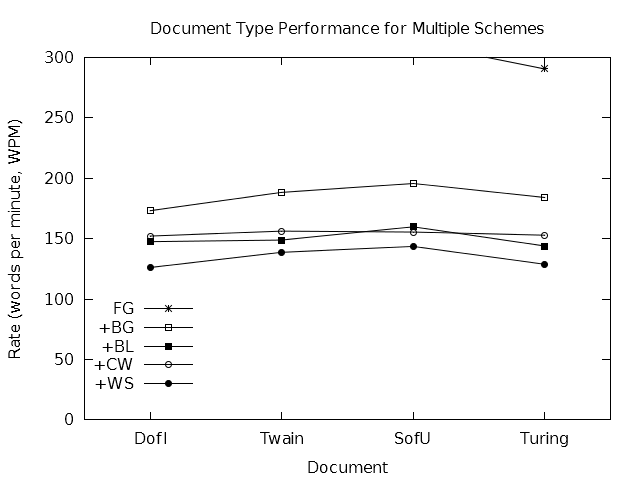 Document Type Performance for Multiple Schemes
300
250
200
150
100
50
0
Rate (words per minute, WPM)
FG
+BG
+BL
+CW
+WS
DofI Twain SofU Turing
Document